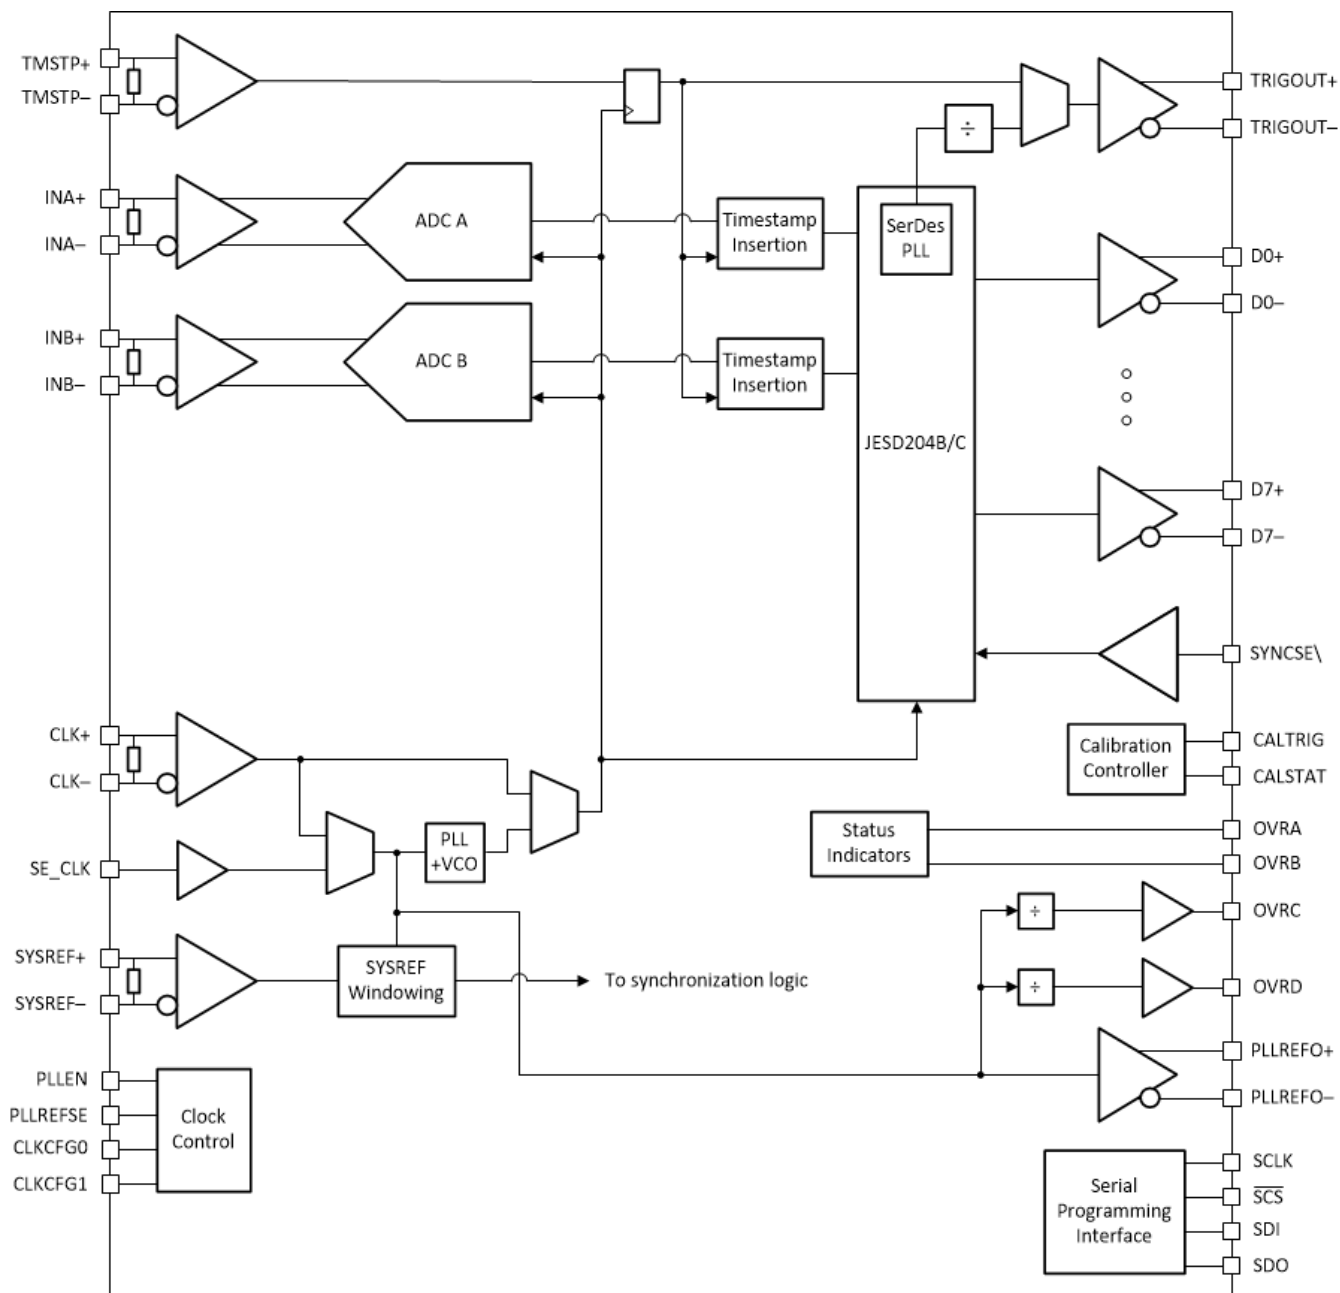 TMSTP+
TMSTP–
INA+
INA–
INB+
INB–
ADC A
ADC B
Timestamp
Insertion
Timestamp
Insertion
÷
SerDes
PLL
JESD204B/C
TRIGOUT+
TRIGOUT–
D0+
D0–
D7+
D7–
SYNCSE\
CLK+
CLK–
SE_CLK
PLL
+VCO
SYSREF+
SYSREF–
SYSREF
Windowing
To synchronization logic
Calibration
Controller
CALTRIG
CALSTAT
Status
Indicators
OVRA
OVRB
÷
OVRC
÷
OVRD
PLLREFO+
PLLREFO–
PLLEN
PLLREFSE
CLKCFG0
CLKCFG1
Clock
Control
Serial
Programming
Interface
SCLK
SCS
SDI
SDO